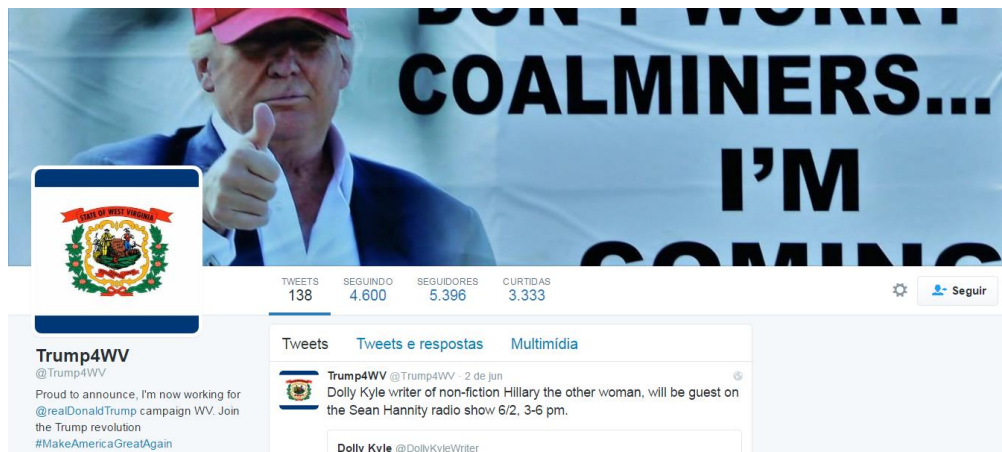 DON'T WORRY
COALMINERS...
I'M
COMING
STATE OF WEST VIRGINIA
TWEETS SEGUINDO SEGUIDORES CURTIDAS
138 4.600 5.396 3.333
Seguir
Trump4WV
@Trump4WV
Proud to announce, I'm now working for
@realDonaldTrump campaign WV. Join
the Trump revolution
#MakeAmericaGreatAgain
Tweets Tweets e respostas Multimídia
Trump4WV @Trump4WV · 2 de jun
Dolly Kyle writer of non-fiction Hillary the other woman, will be guest on
the Sean Hannity radio show 6/2, 3-6 pm.
Dolly Kyle @DollyKyleWriter